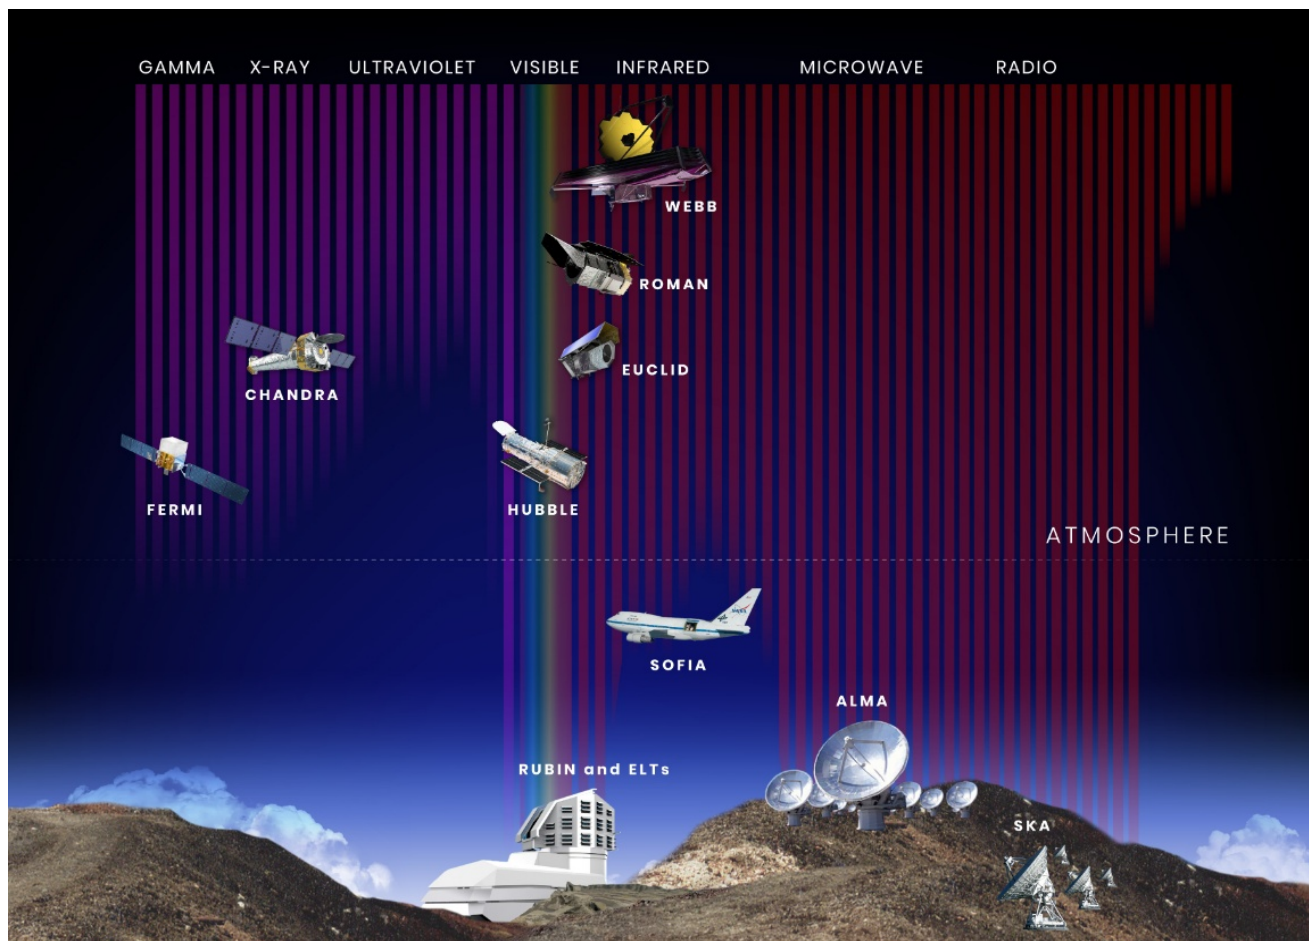 GAMMA X-RAY ULTRAVIOLET VISIBLE INFRARED MICROWAVE RADIO
WEBB
ROMAN
EUCLID
CHANDRA
FERMI
HUBBLE
ATMOSPHERE
NASA
SOFIA
ALMA
RUBIN and ELTs
SKA